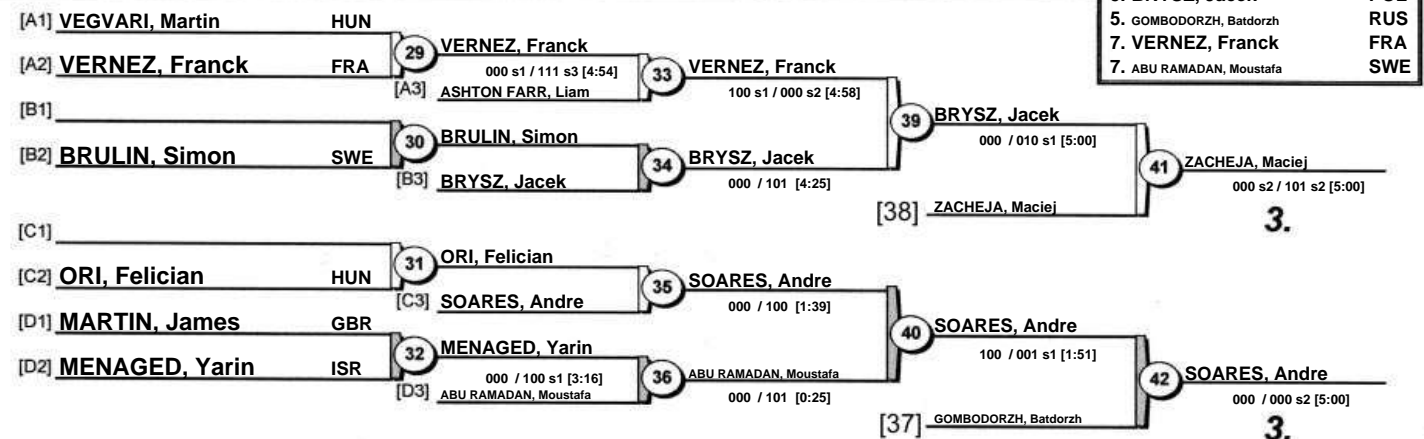 5. GOMBODORZH, Batdorzh RUS
7. VERNEZ, Franck FRA
7. ABU RAMADAN, Moustafa SWE
[A1] VEGVARI, Martin HUN
[A2] VERNEZ, Franck FRA
29 VERNEZ, Franck
000 s1 / 111 s3 [4:54]
[A3] ASHTON FARR, Liam
33 VERNEZ, Franck
100 s1 / 000 s2 [4:58]
[B1]
[B2] BRULIN, Simon SWE
30 BRULIN, Simon
[B3] BRYSZ, Jacek
34 BRYSZ, Jacek
000 / 101 [4:25]
39 BRYSZ, Jacek
000 / 010 s1 [5:00]
[38] ZACHEJA, Maciej
41 ZACHEJA, Maciej
000 s2 / 101 s2 [5:00]
3.
[C1]
[C2] ORI, Felician HUN
31 ORI, Felician
[C3] SOARES, Andre
35 SOARES, Andre
000 / 100 [1:39]
[D1] MARTIN, James GBR
[D2] MENAGED, Yarin ISR
32 MENAGED, Yarin
000 / 100 s1 [3:16]
[D3] ABU RAMADAN, Moustafa
36 ABU RAMADAN, Moustafa
000 / 101 [0:25]
40 SOARES, Andre
100 / 001 s1 [1:51]
[37] GOMBODORZH, Batdorzh
42 SOARES, Andre
000 / 000 s2 [5:00]
3.